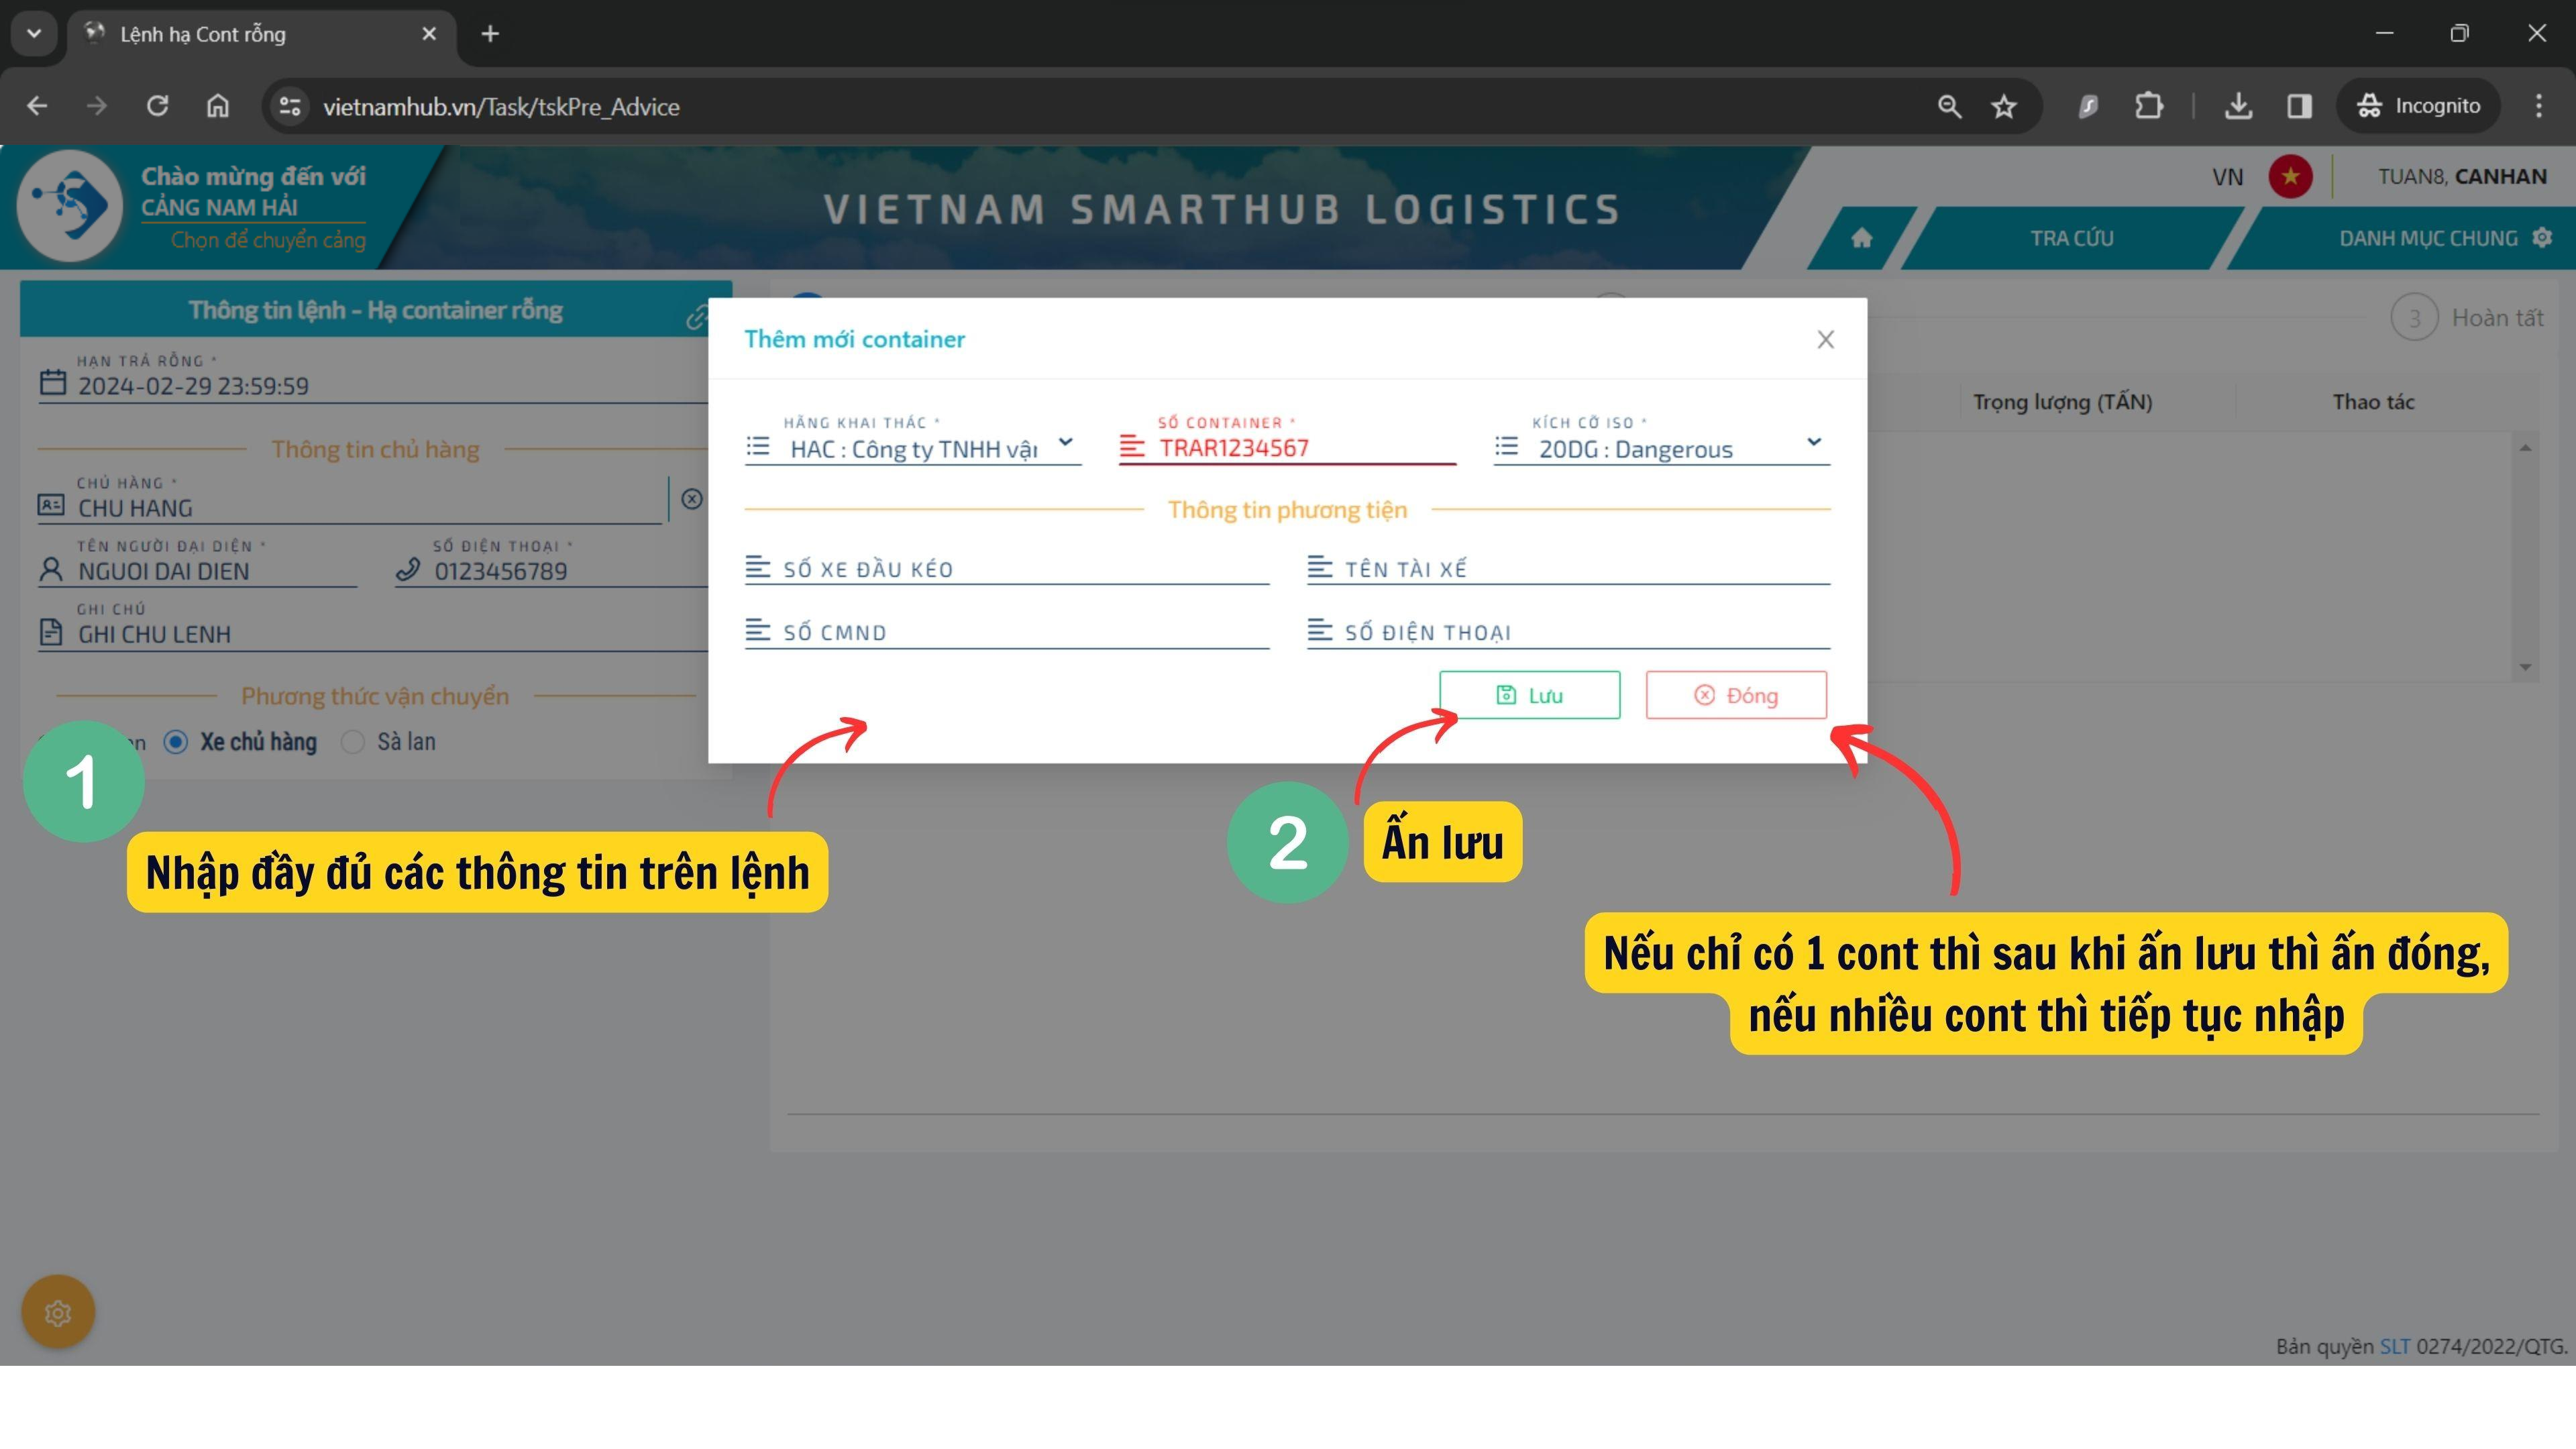 Lệnh hạ Cont rỗng
vietnamhub.vn/Task/tskPre_Advice
Incognito
Chào mừng đến với
CẢNG NAM HẢI
Chọn để chuyển cảng
VIETNAM SMARTHUB LOGISTICS
VN
TUAN8, CANHAN
TRA CỨU
DANH MỤC CHUNG
Thông tin lệnh - Hạ container rỗng
HẠN TRẢ RỖNG *
2024-02-29 23:59:59
Thông tin chủ hàng
CHỦ HÀNG *
CHU HANG
TÊN NGƯỜI ĐẠI DIỆN *
NGUOI DAI DIEN
SỐ ĐIỆN THOẠI *
0123456789
GHI CHÚ
GHI CHU LENH
Phương thức vận chuyển
Xe chủ hàng
Sà lan
3 Hoàn tất
Trọng lượng (TẤN)
Thao tác
Thêm mới container
HÃNG KHAI THÁC *
HAC : Công ty TNHH vận
SỐ CONTAINER *
TRAR1234567
KÍCH CỠ ISO *
20DG : Dangerous
Thông tin phương tiện
SỐ XE ĐẦU KÉO
TÊN TÀI XẾ
SỐ CMND
SỐ ĐIỆN THOẠI
Lưu
Đóng
1
Nhập đầy đủ các thông tin trên lệnh
2
Ấn lưu
Nếu chỉ có 1 cont thì sau khi ấn lưu thì ấn đóng,
nếu nhiều cont thì tiếp tục nhập
Bản quyền SLT 0274/2022/QTG.